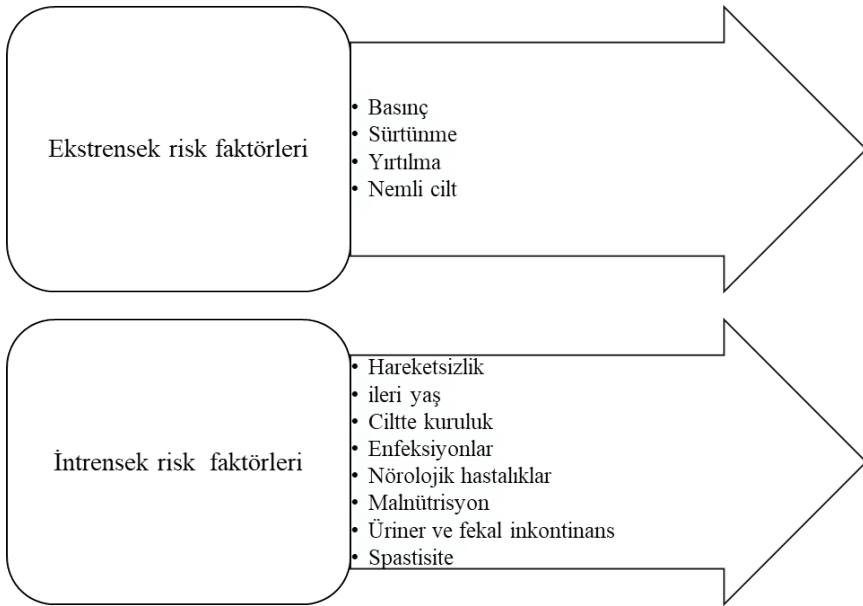 Ekstrensek risk faktörleri
• Basınç
• Sürtünme
• Yırtılma
• Nemli cilt
İntrensek risk faktörleri
• Hareketsizlik
• ileri yaş
• Ciltte kuruluk
• Enfeksiyonlar
• Nörolojik hastalıklar
• Malnütrisyon
• Üriner ve fekal inkontinans
• Spastisite